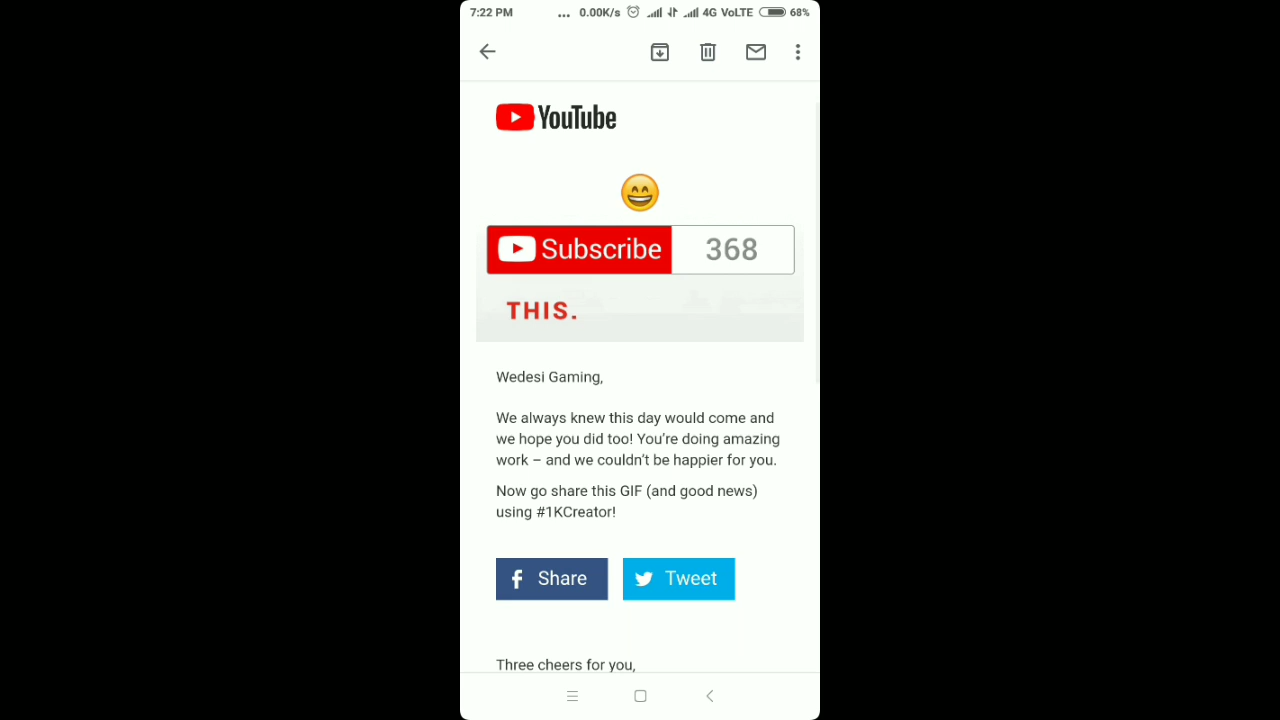 7:22 PM ... 0.00K/s 4G VoLTE 68%
YouTube
Subscribe 368
THIS.
Wedesi Gaming,
We always knew this day would come and
we hope you did too! You're doing amazing
work – and we couldn't be happier for you.
Now go share this GIF (and good news)
using #1KCreator!
Share Tweet
Three cheers for you,